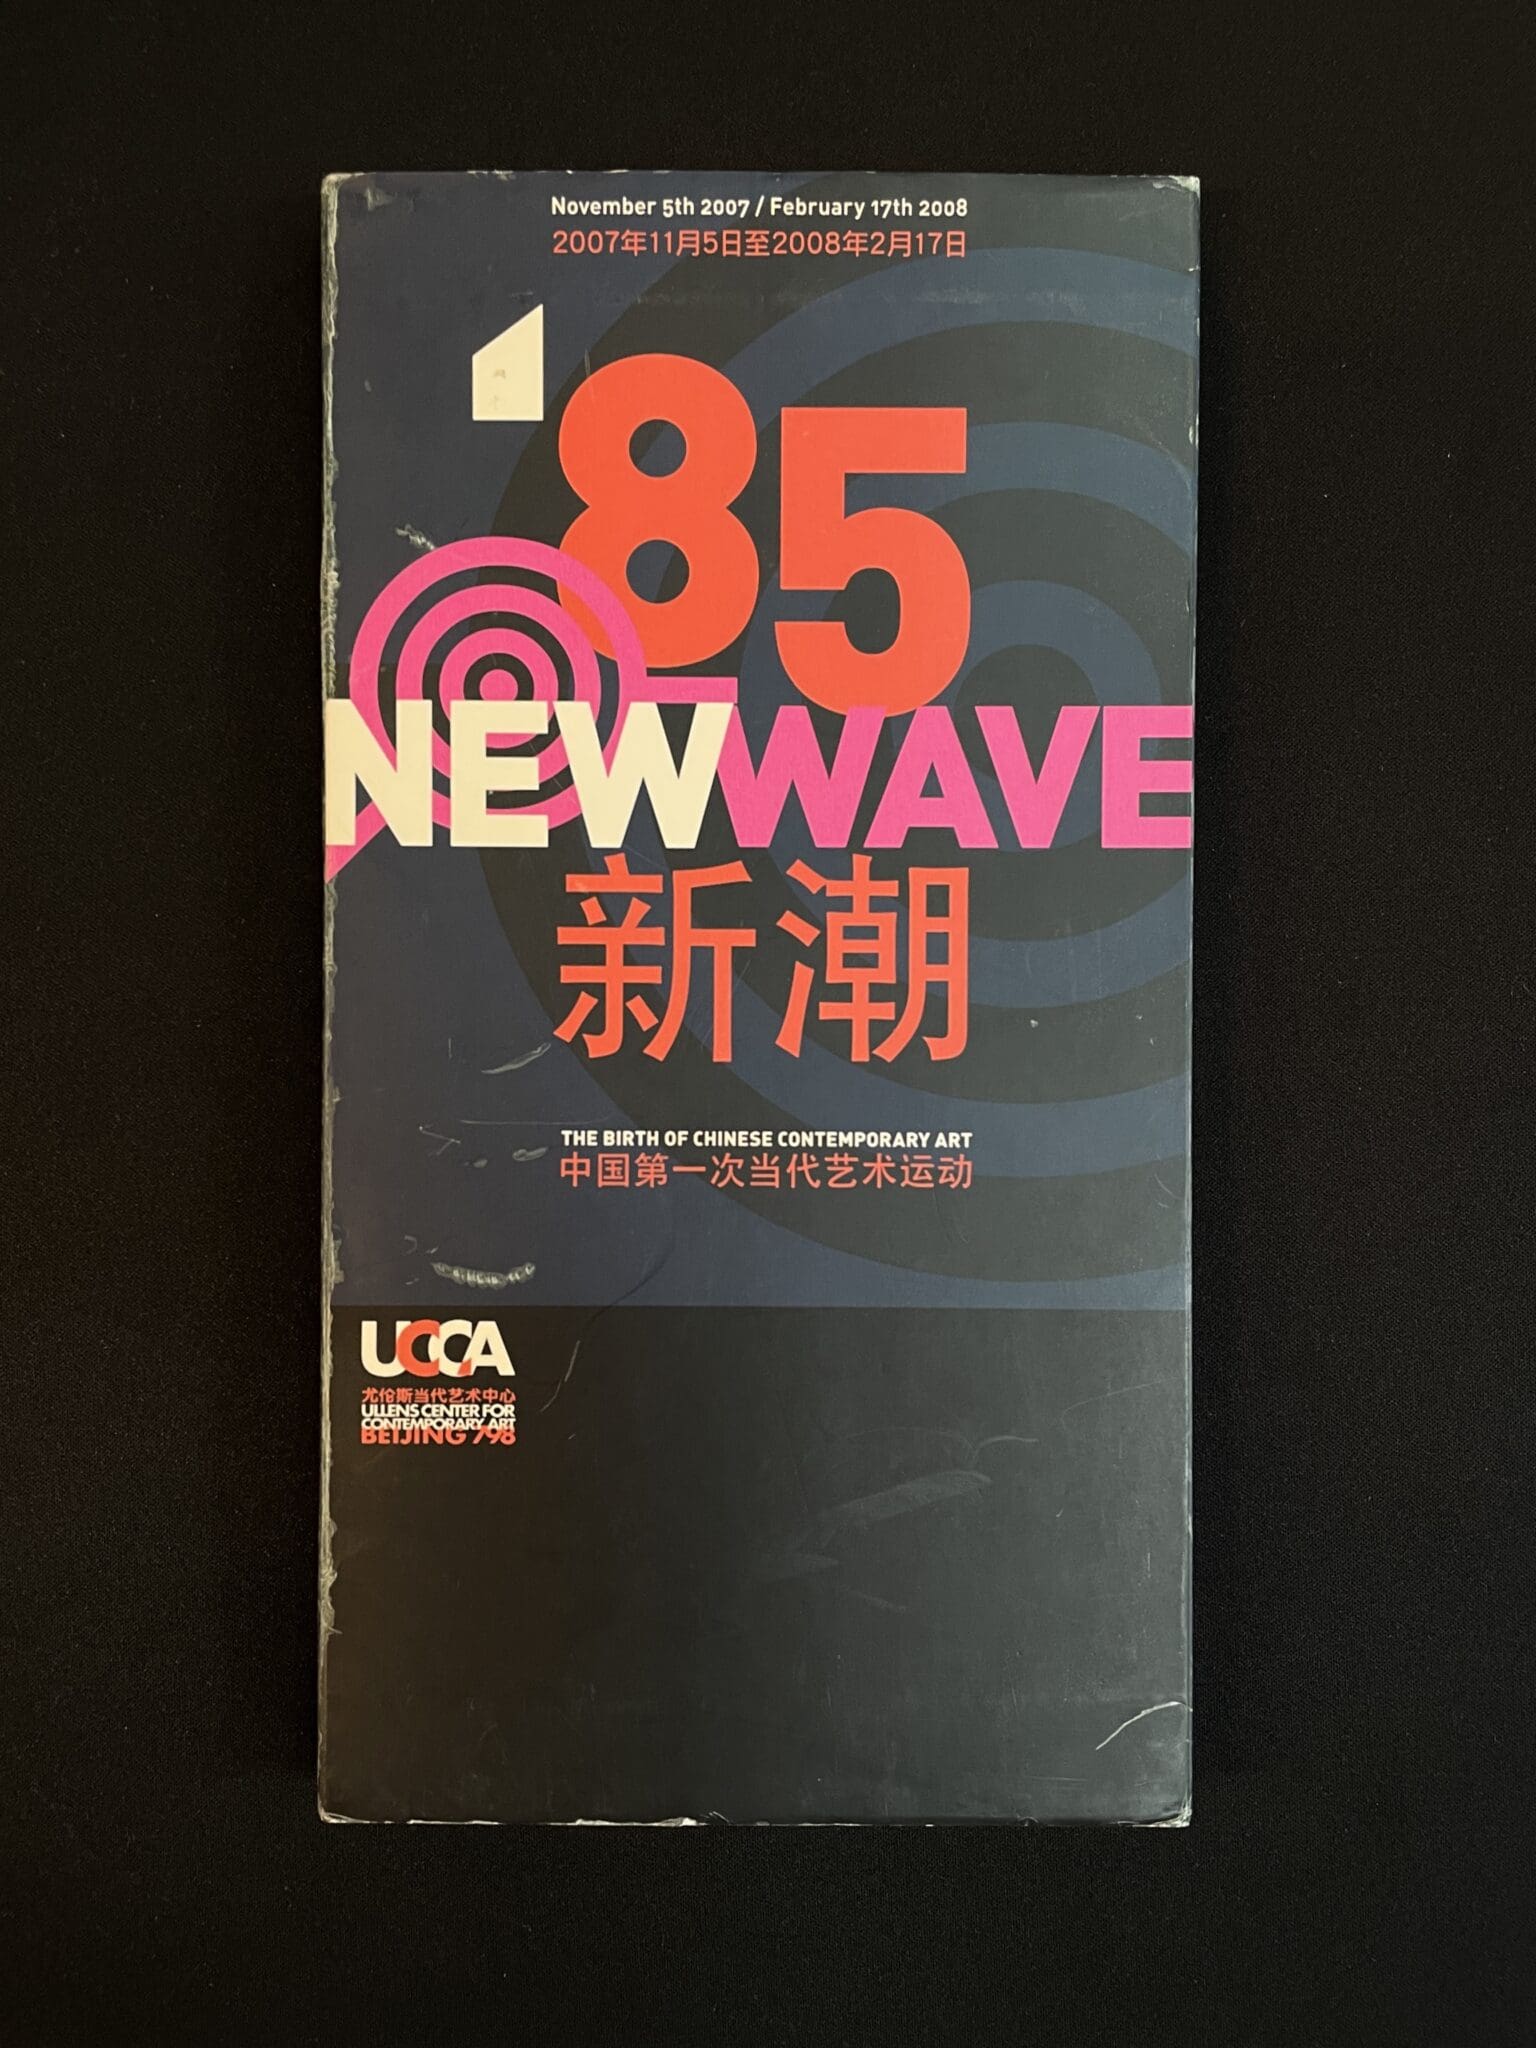 November 5th 2007 / February 17th 2008
2007年11月5日至2008年2月17日
'85
NEWWAVE
新潮
THE BIRTH OF CHINESE CONTEMPORARY ART
中国第一次当代艺术运动
UCCA
尤伦斯当代艺术中心
ULLENS CENTER FOR
CONTEMPORARY ART
BEIJING 798